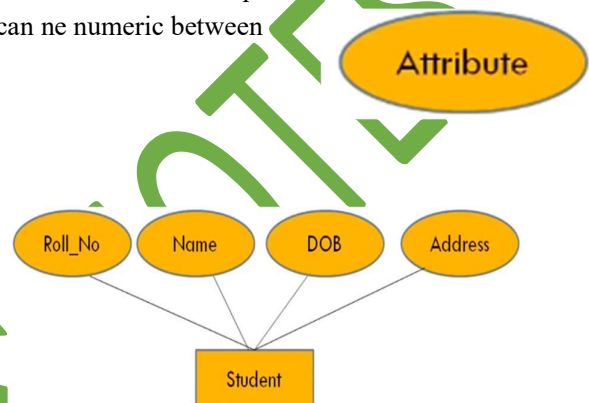 can ne numeric between
Attribute
Roll_No Name DOB Address
Student